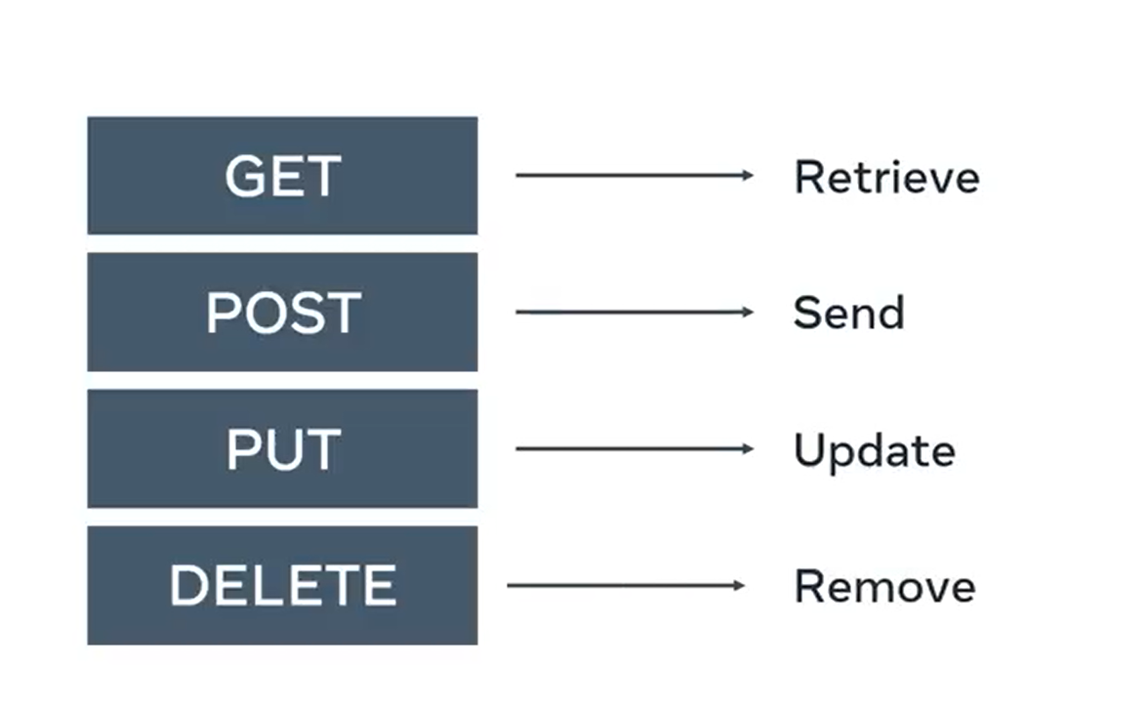 GET Retrieve
POST Send
PUT Update
DELETE Remove